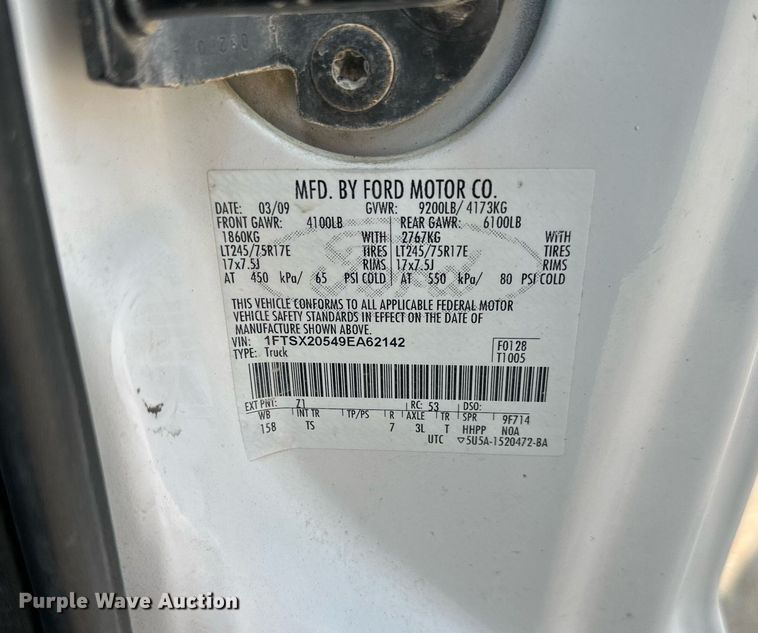 MFD. BY FORD MOTOR CO.
DATE: 03/09 GVWR: 9200LB/ 4173KG
FRONT GAWR: 4100LB REAR GAWR: 6100LB
1860KG WITH 2767KG WITH
LT245/75R17E TIRES LT245/75R17E TIRES
17x7.5J RIMS 17x7.5J RIMS
AT 450 kPa/ 65 PSI COLD AT 550 kPa/ 80 PSI COLD
THIS VEHICLE CONFORMS TO ALL APPLICABLE FEDERAL MOTOR
VEHICLE SAFETY STANDARDS IN EFFECT ON THE DATE OF
MANUFACTURE SHOWN ABOVE.
VIN: 1FTSX20549EA62142 F0128
TYPE: Truck T1005
EXT PNT: Z1 RC: 53 DSO:
WB INT TR TP/PS R AXLE TR SPR 9F714
158 TS 7 3L T HHPP NOA
UTC ▽5U5A-1520472-BA
Purple Wave Auction